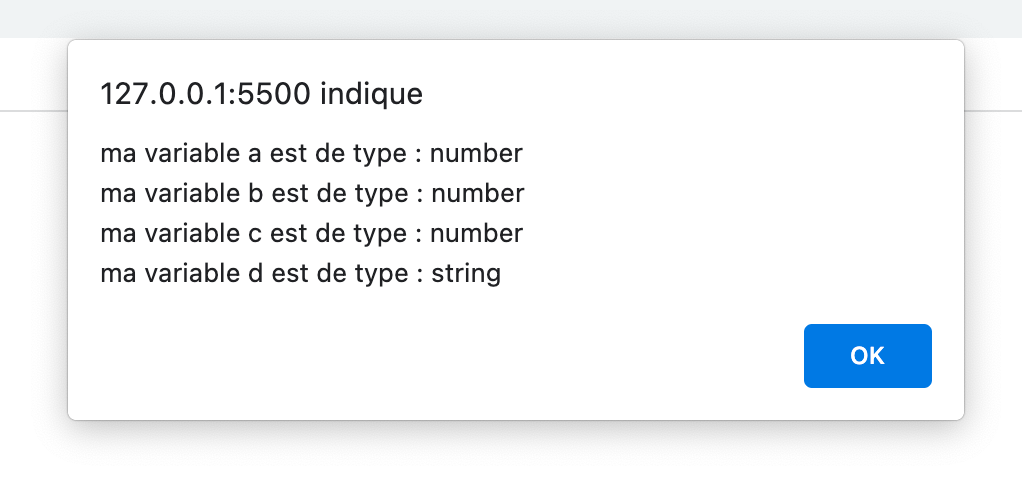 127.0.0.1:5500 indique
ma variable a est de type : number
ma variable b est de type : number
ma variable c est de type : number
ma variable d est de type : string
OK